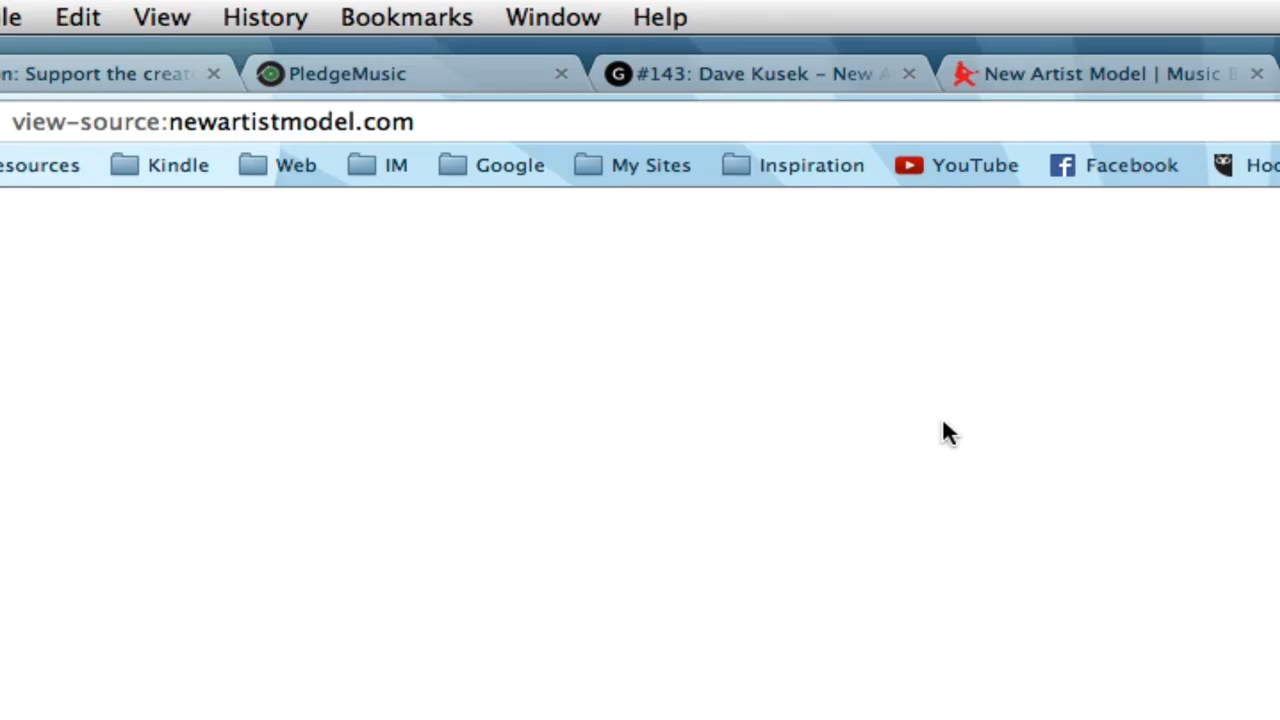 le Edit View History Bookmarks Window Help
n: Support the creat PledgeMusic #143: Dave Kusek – New A New Artist Model | Music B
view-source:newartistmodel.com
esources Kindle Web IM Google My Sites Inspiration YouTube Facebook Hoo